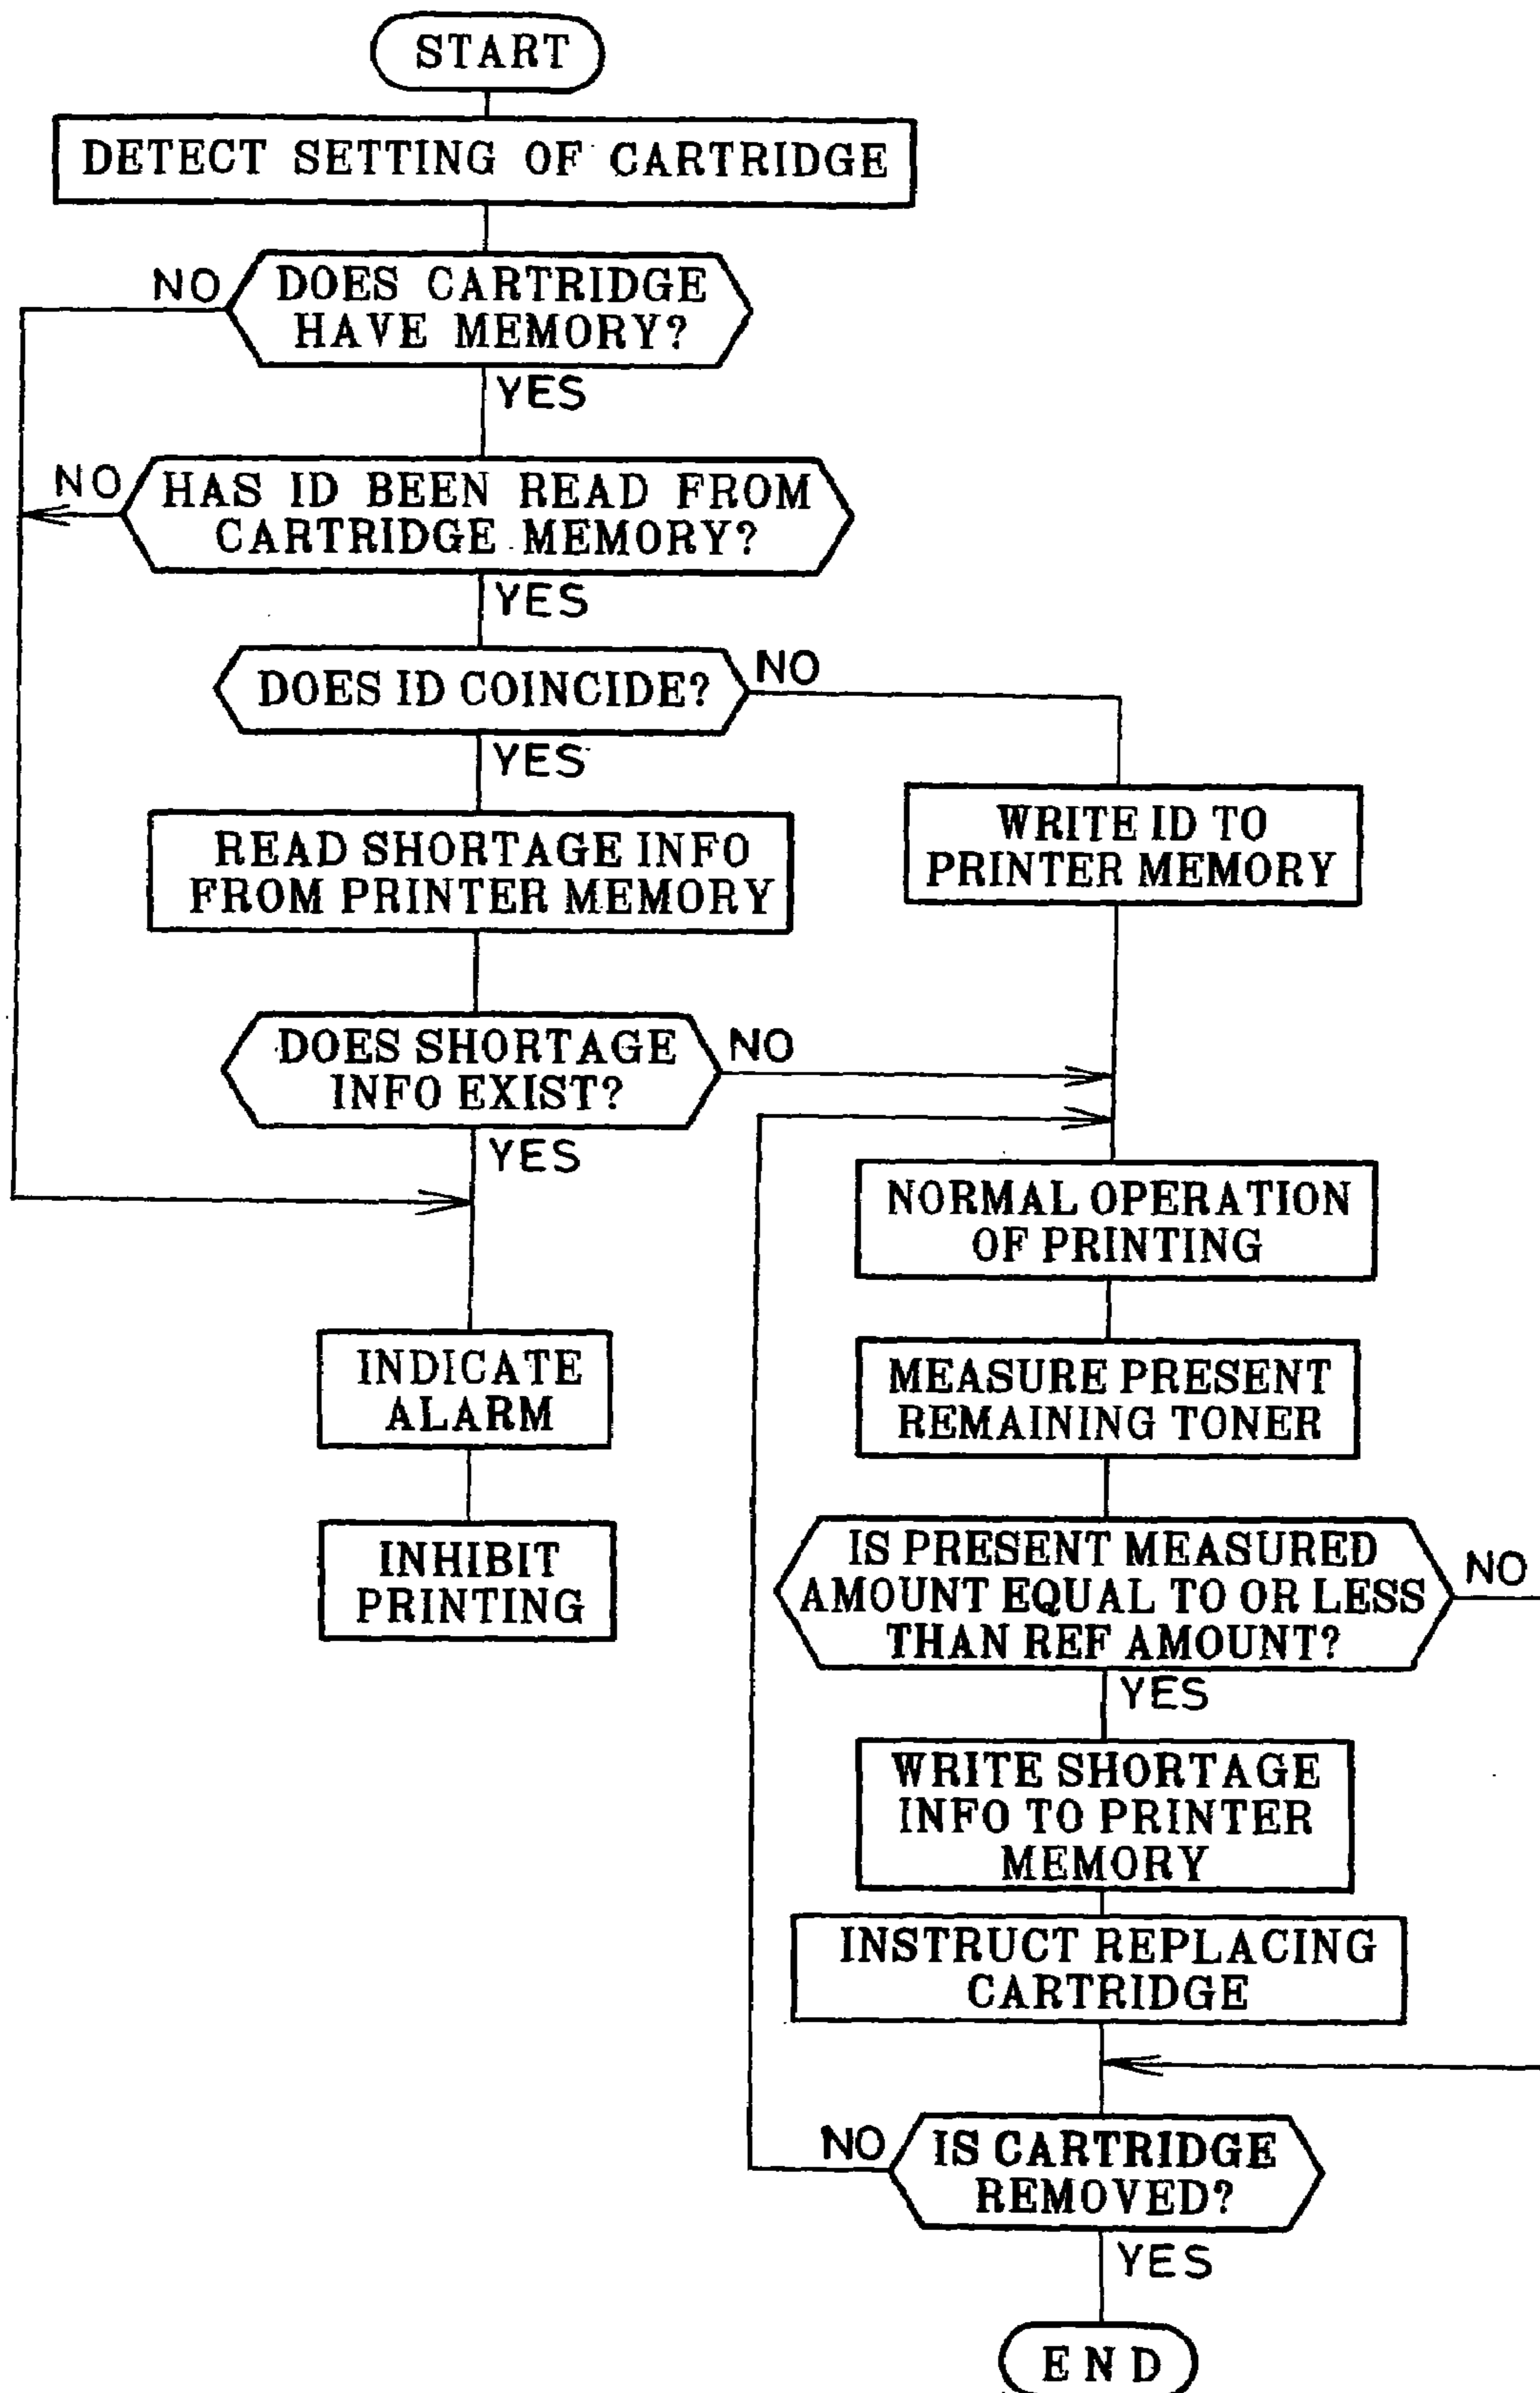 START
DETECT SETTING OF CARTRIDGE
NO
DOES CARTRIDGE
HAVE MEMORY?
YES
NO
HAS ID BEEN READ FROM
CARTRIDGE MEMORY?
YES
DOES ID COINCIDE?
NO
YES
WRITE ID TO
PRINTER MEMORY
READ SHORTAGE INFO
FROM PRINTER MEMORY
DOES SHORTAGE
INFO EXIST?
NO
YES
NORMAL OPERATION
OF PRINTING
INDICATE
ALARM
MEASURE PRESENT
REMAINING TONER
INHIBIT
PRINTING
IS PRESENT MEASURED
AMOUNT EQUAL TO OR LESS
THAN REF AMOUNT?
NO
YES
WRITE SHORTAGE
INFO TO PRINTER
MEMORY
INSTRUCT REPLACING
CARTRIDGE
NO
IS CARTRIDGE
REMOVED?
YES
END